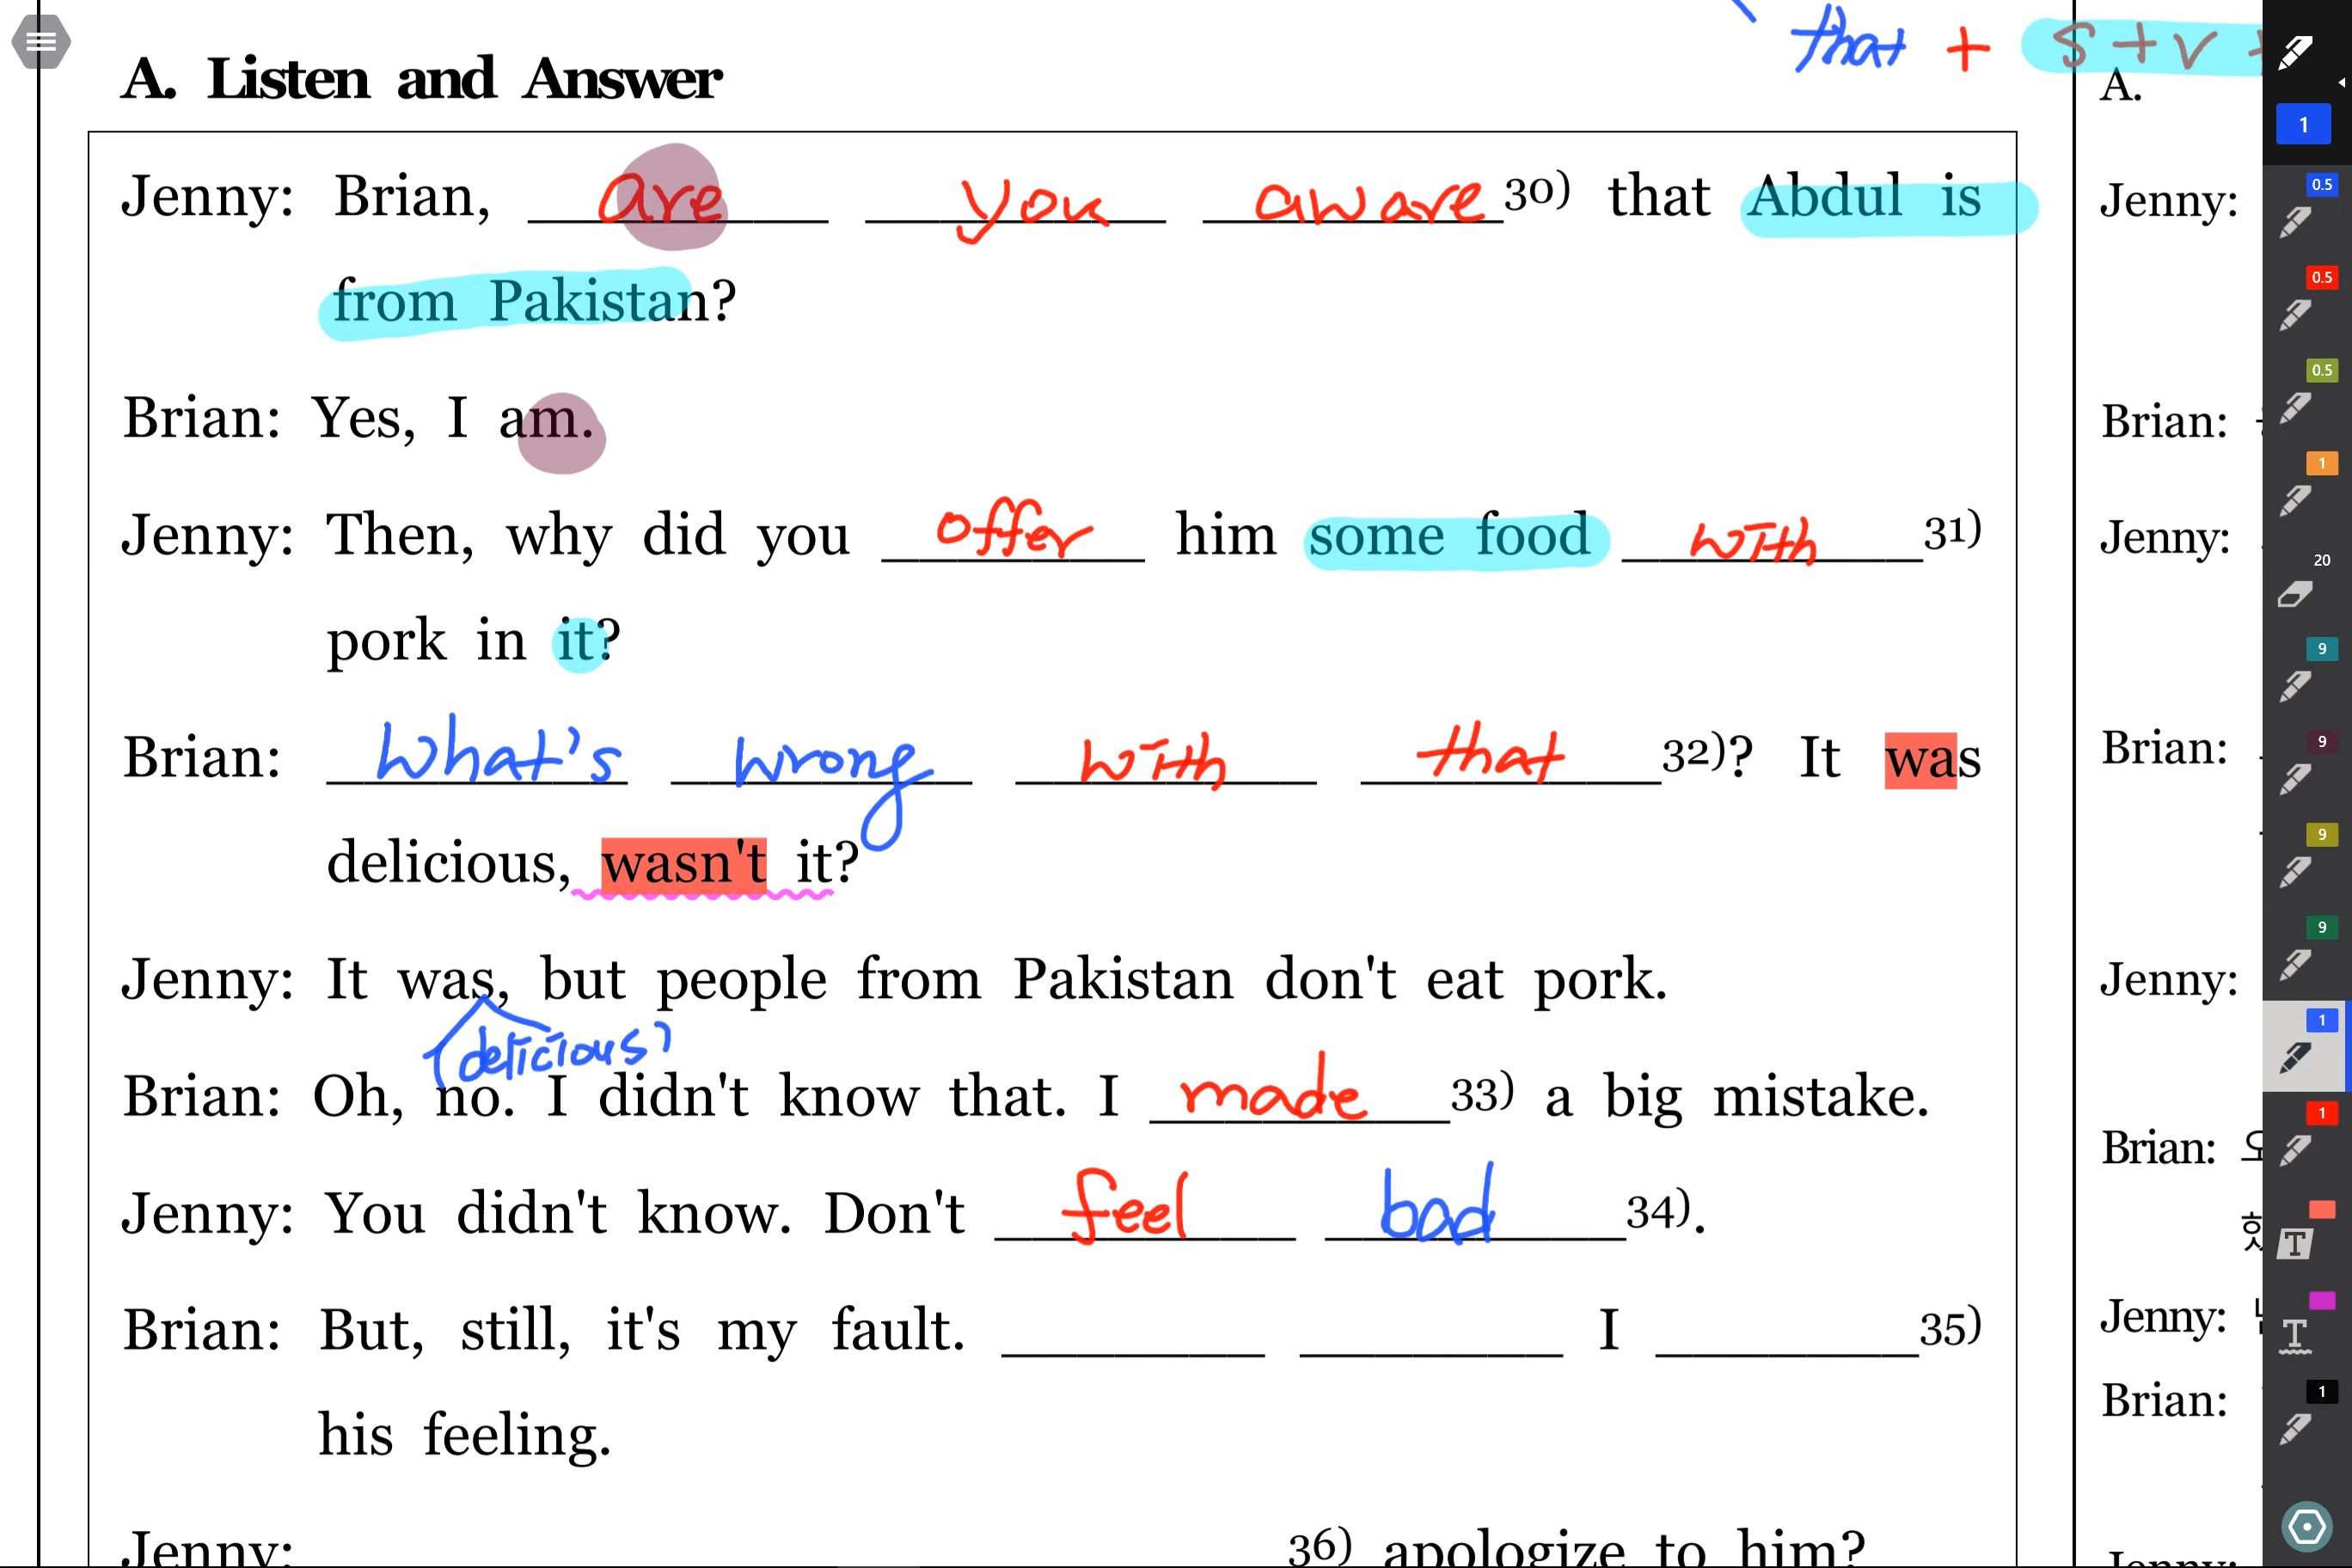 that + S + V +
A. Listen and Answer
A.
Jenny: Brian, are you aware 30) that Abdul is
Jenny:
from Pakistan?
Brian: Yes, I am.
Brian:
Jenny: Then, why did you offer him some food with 31)
Jenny:
pork in it?
Brian: What's wrong with that 32)? It was
Brian:
delicious, wasn't it?
Jenny: It was, but people from Pakistan don't eat pork.
Jenny:
delicious
Brian: Oh, no. I didn't know that. I made 33) a big mistake.
Brian: 오
Jenny: You didn't know. Don't feel bad 34).
Brian: But, still, it's my fault. ______ ______ I ______ 35)
Jenny:
his feeling.
Brian:
Jenny: 36) apologize to him?
Jenny:
1
0.5
0.5
0.5
1
20
9
9
9
9
1
1
T
T
1